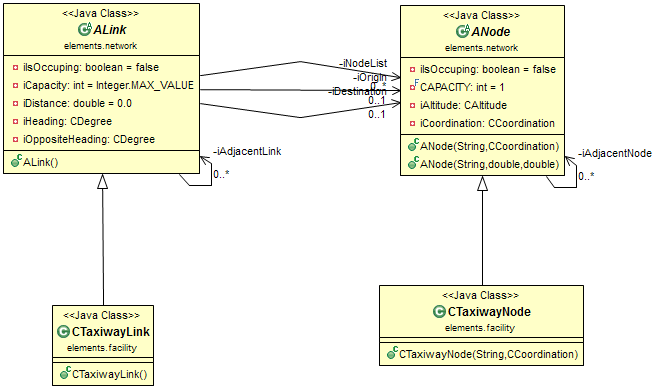 <<Java Class>>
ALink
elements.network
iIsOccuping: boolean = false
iCapacity: int = Integer.MAX_VALUE
iDistance: double = 0.0
iHeading: CDegree
iOppositeHeading: CDegree
ALink()
-iNodeList
0..*
-iOrigin
0..1
-iDestination
0..1
-iAdjacentLink
0..*
<<Java Class>>
ANode
elements.network
iIsOccuping: boolean = false
CAPACITY: int = 1
iAltitude: CAltitude
iCoordination: CCoordination
ANode(String,CCoordination)
ANode(String,double,double)
-iAdjacentNode
0..*
<<Java Class>>
CTaxiwayLink
elements.facility
CTaxiwayLink()
<<Java Class>>
CTaxiwayNode
elements.facility
CTaxiwayNode(String,CCoordination)